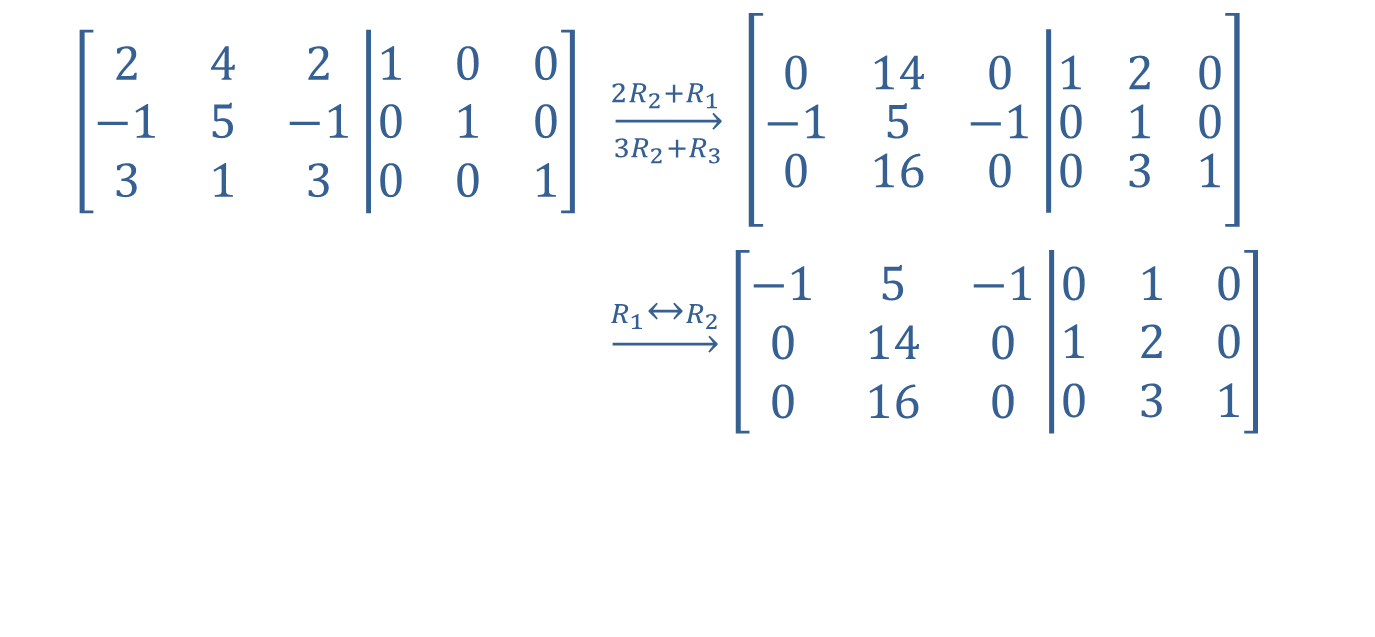 [ 2 4 2 | 1 0 0 ] 2R₂+R₁ [ 0 14 0 | 1 2 0 ]
[ −1 5 −1 | 0 1 0 ] ⟶ [ −1 5 −1 | 0 1 0 ]
[ 3 1 3 | 0 0 1 ] 3R₂+R₃ [ 0 16 0 | 0 3 1 ]
R₁↔R₂ [ −1 5 −1 | 0 1 0 ]
⟶ [ 0 14 0 | 1 2 0 ]
[ 0 16 0 | 0 3 1 ]